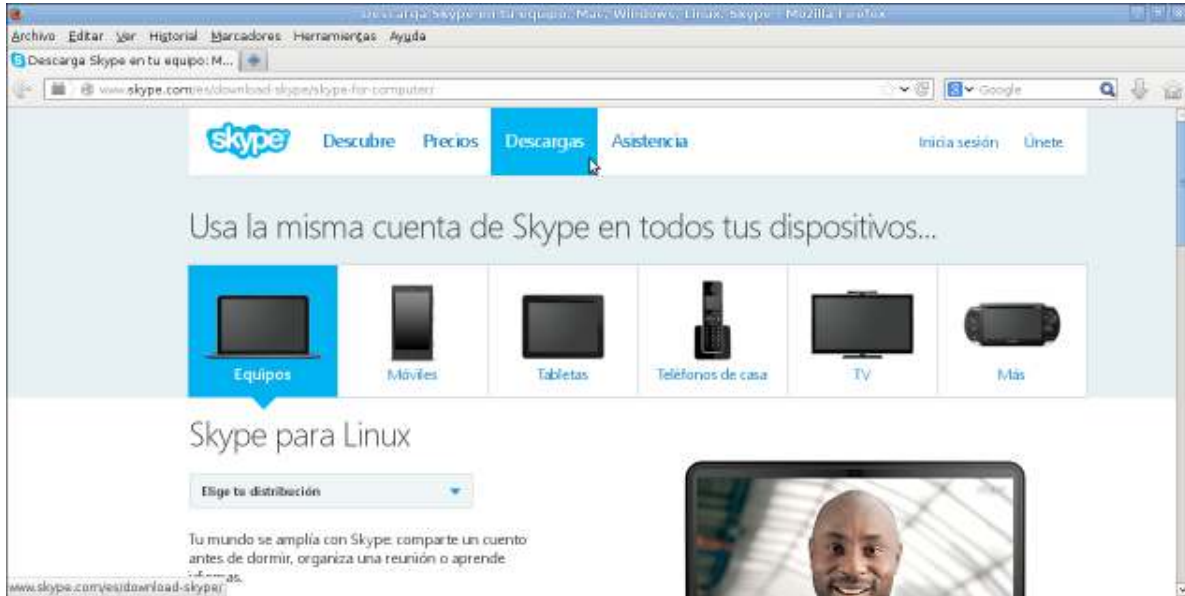 Descarga Skype en tu equipo: Mac, Windows, Linux. Skype - Mozilla Firefox
Archivo Editar Ver Historial Marcadores Herramientas Ayuda
Descarga Skype en tu equipo: M...
www.skype.com/es/download-skype/skype-for-computer/
Google
skype
Descubre Precios Descargas Asistencia Inicia sesión Únete
Usa la misma cuenta de Skype en todos tus dispositivos...
Equipos Móviles Tabletas Teléfonos de casa TV Más
Skype para Linux
Elige tu distribución
Tu mundo se amplía con Skype: comparte un cuento
antes de dormir, organiza una reunión o aprende
idiomas.
www.skype.com/es/download-skype/